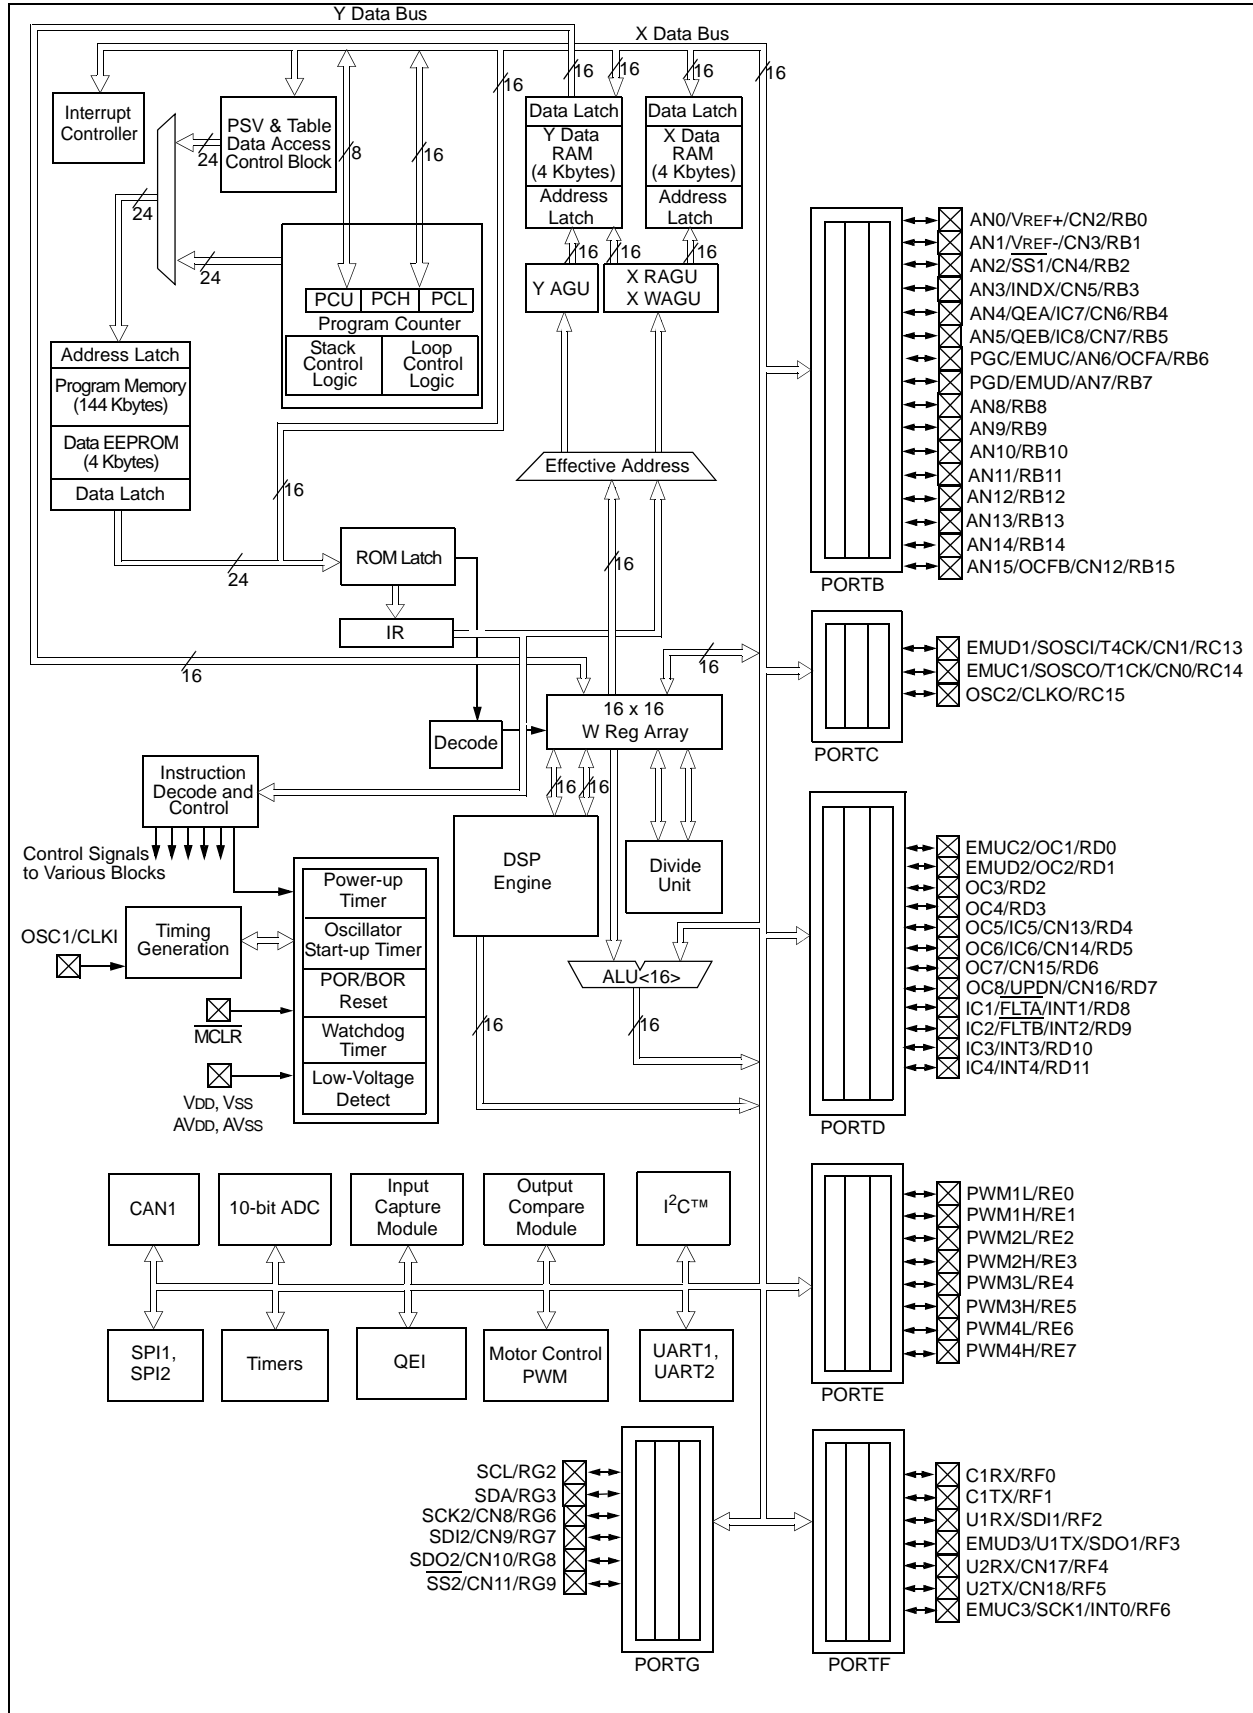 Y Data Bus
X Data Bus
16
16
16
16
16
Interrupt
Controller
PSV & Table
Data Access
Control Block
24
8
16
Data Latch
Y Data
RAM
(4 Kbytes)
Address
Latch
Data Latch
X Data
RAM
(4 Kbytes)
Address
Latch
24
24
16
16
16
Y AGU
X RAGU
X WAGU
PCU
PCH
PCL
Program Counter
Stack
Control
Logic
Loop
Control
Logic
Address Latch
Program Memory
(144 Kbytes)
Data EEPROM
(4 Kbytes)
Data Latch
16
Effective Address
24
ROM Latch
16
IR
16
16
16 x 16
W Reg Array
Decode
Instruction
Decode and
Control
16
16
Control Signals
to Various Blocks
DSP
Engine
Divide
Unit
Power-up
Timer
Oscillator
Start-up Timer
POR/BOR
Reset
Watchdog
Timer
Low-Voltage
Detect
OSC1/CLKI
Timing
Generation
MCLR
VDD, VSS
AVDD, AVSS
ALU<16>
16
16
CAN1
10-bit ADC
Input
Capture
Module
Output
Compare
Module
I2C™
SPI1,
SPI2
Timers
QEI
Motor Control
PWM
UART1,
UART2
AN0/VREF+/CN2/RB0
AN1/VREF-/CN3/RB1
AN2/SS1/CN4/RB2
AN3/INDX/CN5/RB3
AN4/QEA/IC7/CN6/RB4
AN5/QEB/IC8/CN7/RB5
PGC/EMUC/AN6/OCFA/RB6
PGD/EMUD/AN7/RB7
AN8/RB8
AN9/RB9
AN10/RB10
AN11/RB11
AN12/RB12
AN13/RB13
AN14/RB14
AN15/OCFB/CN12/RB15
PORTB
EMUD1/SOSCI/T4CK/CN1/RC13
EMUC1/SOSCO/T1CK/CN0/RC14
OSC2/CLKO/RC15
PORTC
EMUC2/OC1/RD0
EMUD2/OC2/RD1
OC3/RD2
OC4/RD3
OC5/IC5/CN13/RD4
OC6/IC6/CN14/RD5
OC7/CN15/RD6
OC8/UPDN/CN16/RD7
IC1/FLTA/INT1/RD8
IC2/FLTB/INT2/RD9
IC3/INT3/RD10
IC4/INT4/RD11
PORTD
PWM1L/RE0
PWM1H/RE1
PWM2L/RE2
PWM2H/RE3
PWM3L/RE4
PWM3H/RE5
PWM4L/RE6
PWM4H/RE7
PORTE
SCL/RG2
SDA/RG3
SCK2/CN8/RG6
SDI2/CN9/RG7
SDO2/CN10/RG8
SS2/CN11/RG9
PORTG
C1RX/RF0
C1TX/RF1
U1RX/SDI1/RF2
EMUD3/U1TX/SDO1/RF3
U2RX/CN17/RF4
U2TX/CN18/RF5
EMUC3/SCK1/INT0/RF6
PORTF